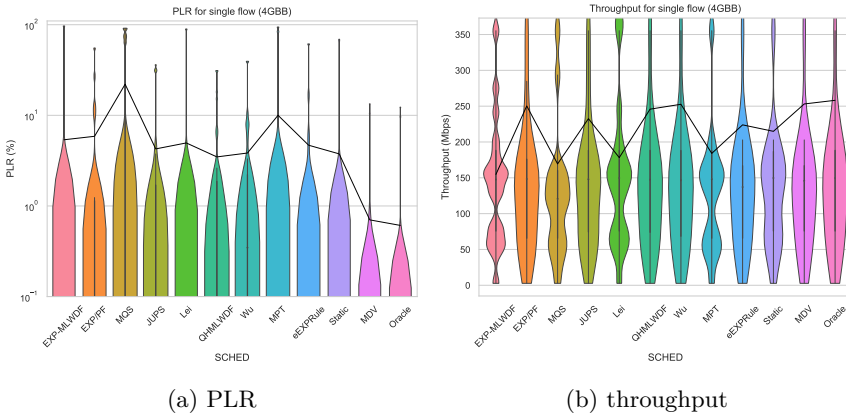 PLR for single flow (4GBB)
10²
10¹
10⁰
10⁻¹
PLR (%)
EXP-MLWDF
EXP/PF
MQS
JUPS
Lei
QHMLWDF
Wu
MPT
eEXPRule
Static
MDV
Oracle
SCHED
(a) PLR
Throughput for single flow (4GBB)
350
300
250
200
150
100
50
0
Throughput (Mbps)
EXP-MLWDF
EXP/PF
MQS
JUPS
Lei
QHMLWDF
Wu
MPT
eEXPRule
Static
MDV
Oracle
SCHED
(b) throughput